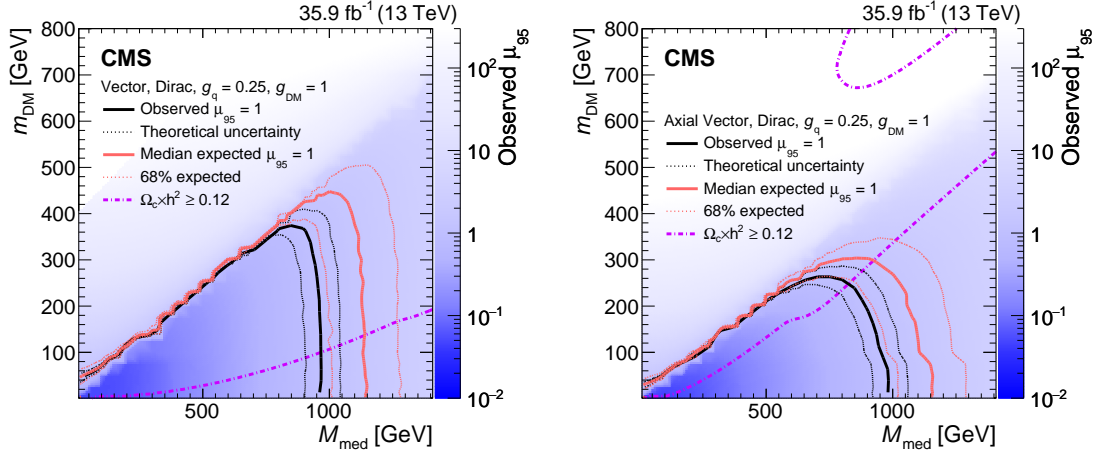 35.9 fb⁻¹ (13 TeV)
CMS
Vector, Dirac, g_q = 0.25, g_DM = 1
Observed μ_95 = 1
Theoretical uncertainty
Median expected μ_95 = 1
68% expected
Ω_c×h² ≥ 0.12
m_DM [GeV]
800
700
600
500
400
300
200
100
500
1000
M_med [GeV]
Observed μ_95
10²
10
1
10⁻¹
10⁻²
35.9 fb⁻¹ (13 TeV)
CMS
Axial Vector, Dirac, g_q = 0.25, g_DM = 1
Observed μ_95 = 1
Theoretical uncertainty
Median expected μ_95 = 1
68% expected
Ω_c×h² ≥ 0.12
m_DM [GeV]
800
700
600
500
400
300
200
100
500
1000
M_med [GeV]
Observed μ_95
10²
10
1
10⁻¹
10⁻²